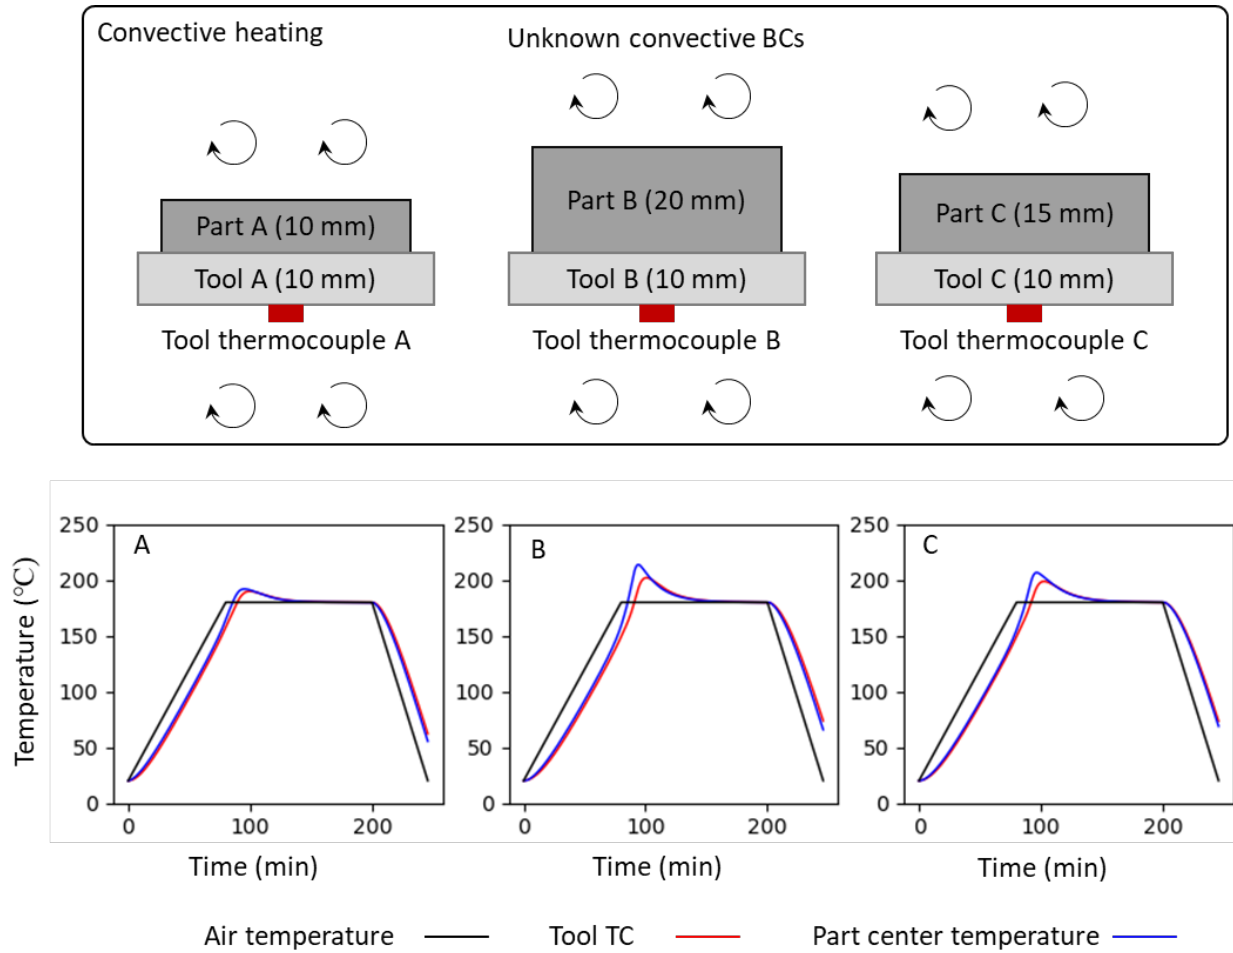 Convective heating
Unknown convective BCs
Part A (10 mm)
Part B (20 mm)
Part C (15 mm)
Tool A (10 mm)
Tool B (10 mm)
Tool C (10 mm)
Tool thermocouple A
Tool thermocouple B
Tool thermocouple C
Temperature (°C)
250
200
150
100
50
0
A
0
100
200
Time (min)
250
200
150
100
50
0
B
0
100
200
Time (min)
250
200
150
100
50
0
C
0
100
200
Time (min)
Air temperature
Tool TC
Part center temperature